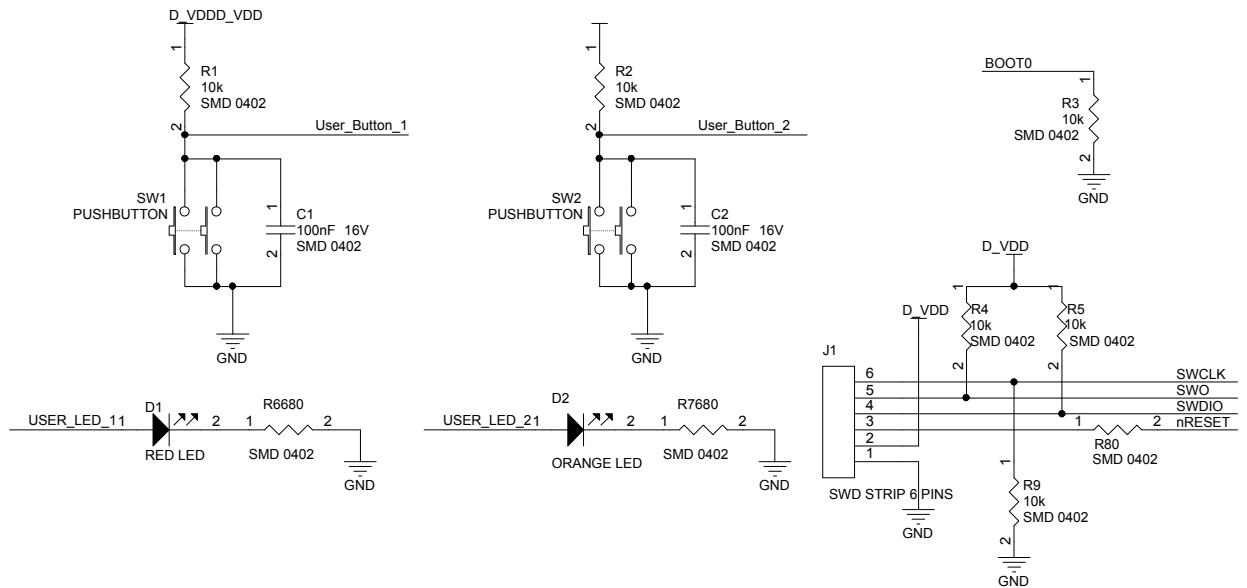 D_VDDD_VDD
1
R1
10k
SMD 0402
2
User_Button_1
SW1
PUSHBUTTON
1
C1
100nF 16V
SMD 0402
2
GND
1
R2
10k
SMD 0402
2
User_Button_2
SW2
PUSHBUTTON
1
C2
100nF 16V
SMD 0402
2
GND
BOOT0
1
R3
10k
SMD 0402
2
GND
USER_LED_11
D1
2
RED LED
1
R6680
2
SMD 0402
GND
USER_LED_21
D2
2
ORANGE LED
1
R7680
2
SMD 0402
GND
D_VDD
1
R4
10k
SMD 0402
2
1
R5
10k
SMD 0402
2
D_VDD
J1
6
SWCLK
5
SWO
4
SWDIO
3
1
2
nRESET
R80
SMD 0402
2
1
SWD STRIP 6 PINS
GND
1
R9
10k
SMD 0402
2
GND